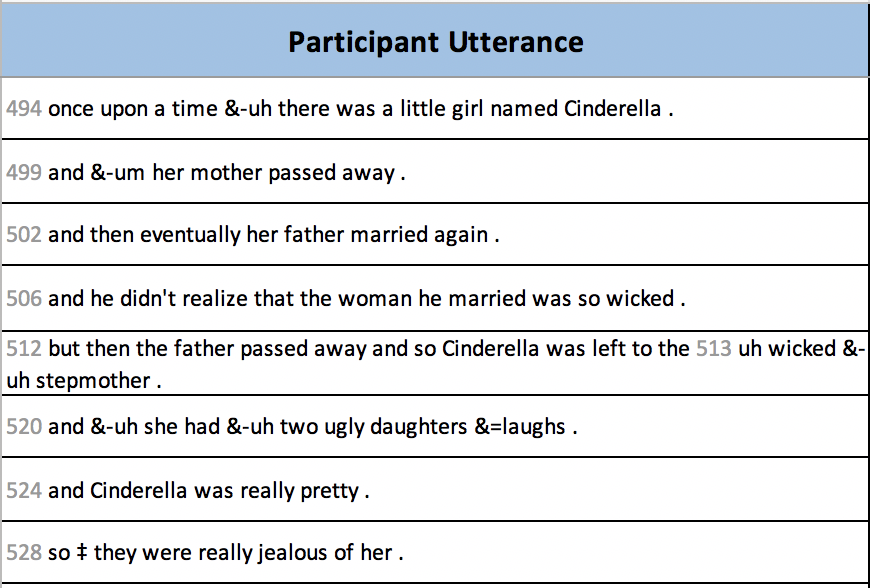 Participant Utterance
494 once upon a time &-uh there was a little girl named Cinderella .
499 and &-um her mother passed away .
502 and then eventually her father married again .
506 and he didn't realize that the woman he married was so wicked .
512 but then the father passed away and so Cinderella was left to the 513 uh wicked &-
uh stepmother .
520 and &-uh she had &-uh two ugly daughters &=laughs .
524 and Cinderella was really pretty .
528 so ‡ they were really jealous of her .